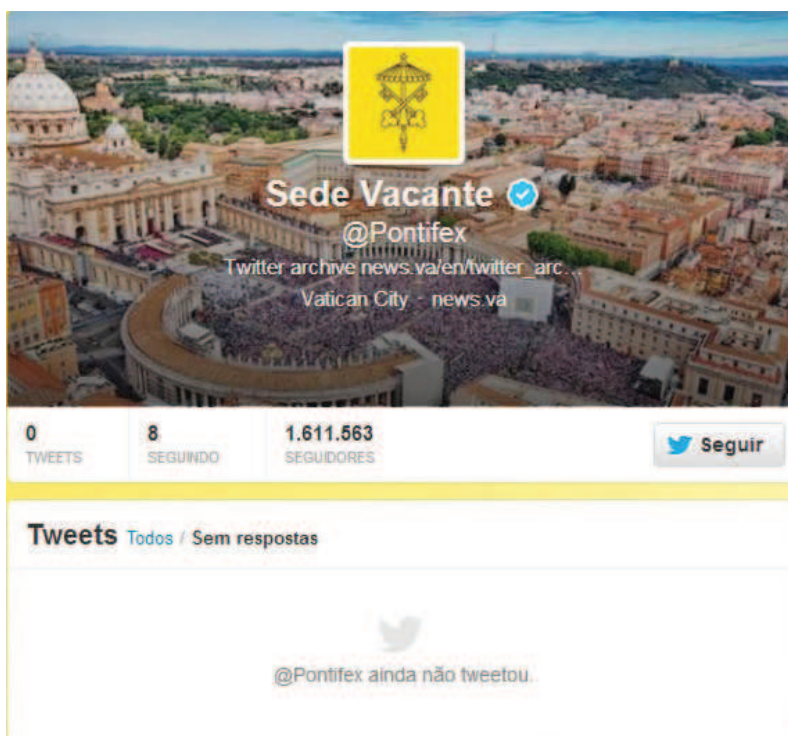 Sede Vacante
@Pontifex
Twitter archive news.va/en/twitter_arc...
Vatican City · news.va
0 8 1.611.563
TWEETS SEGUINDO SEGUIDORES
Seguir
Tweets Todos / Sem respostas
@Pontifex ainda não tweetou.